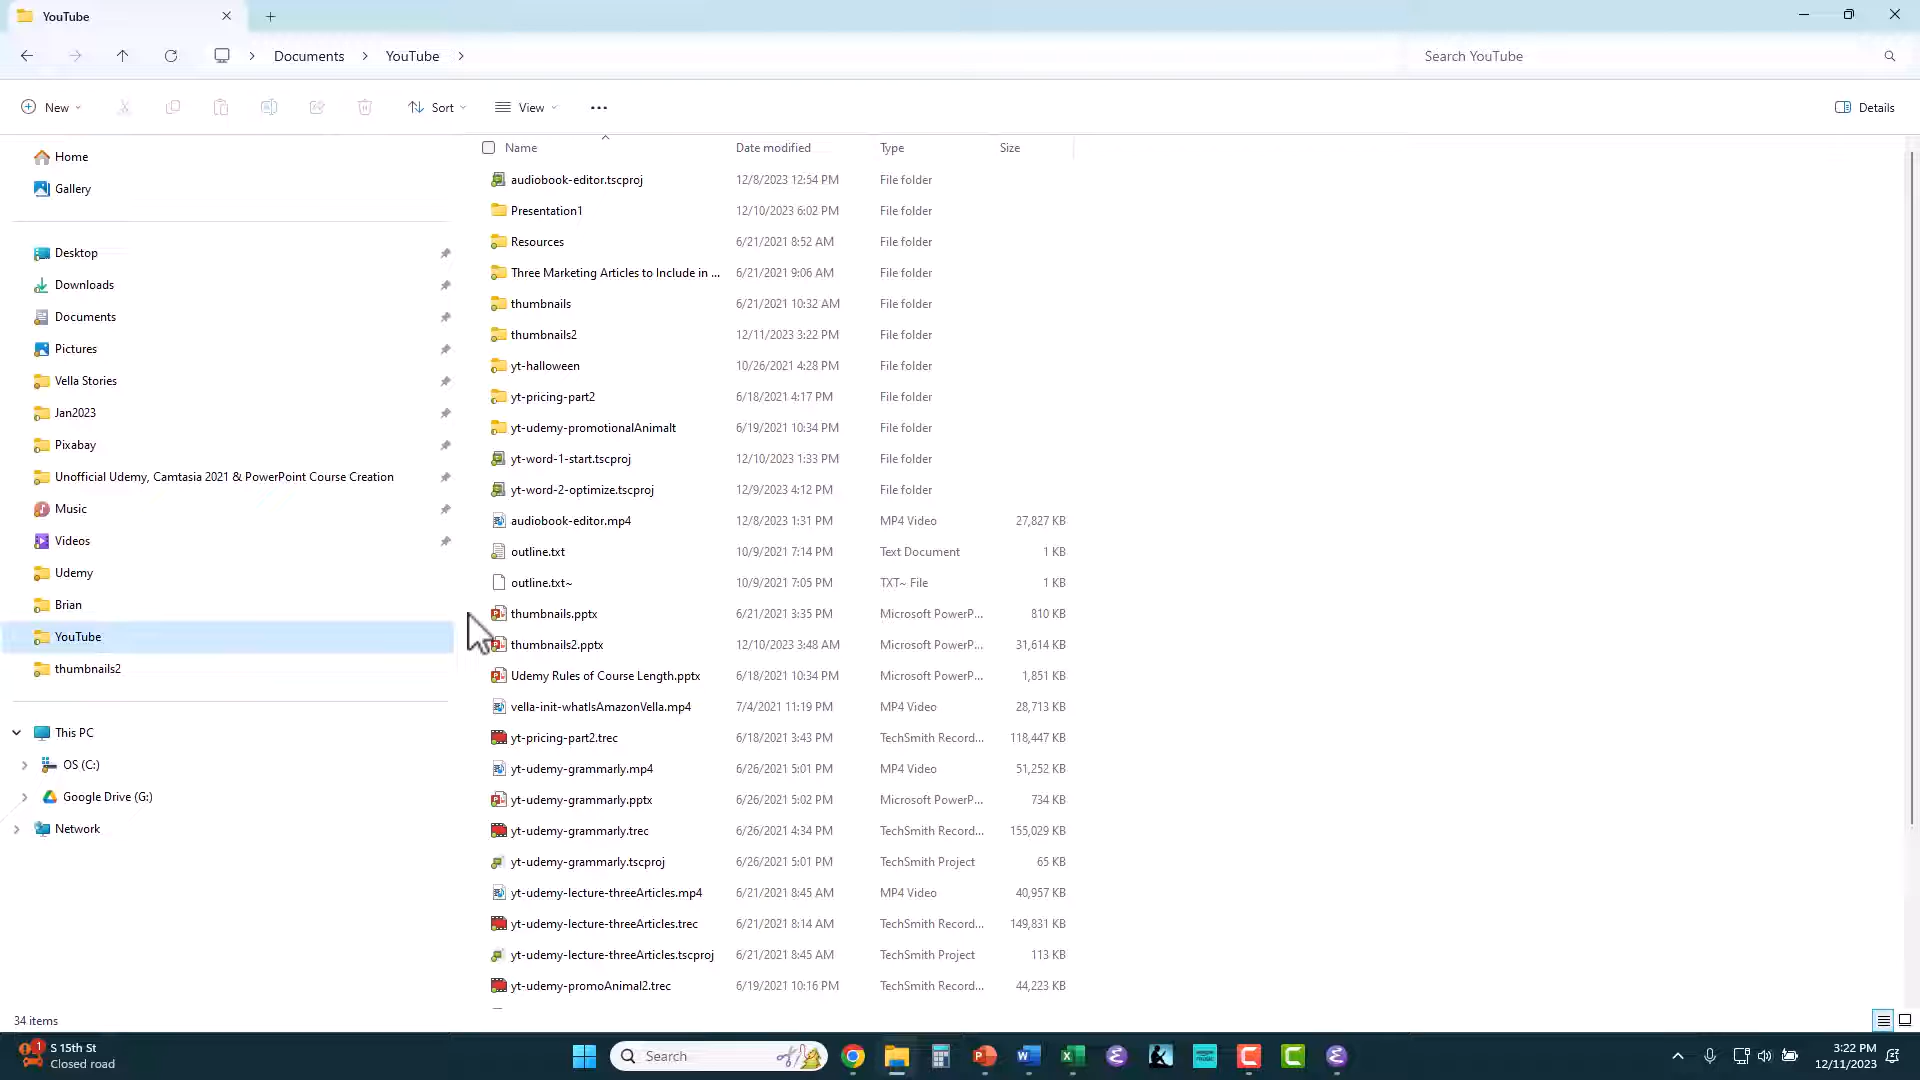 YouTube
Documents
YouTube
Search YouTube
New
Sort
View
Details
Home
Gallery
Desktop
Downloads
Documents
Pictures
Vella Stories
Jan2023
Pixabay
Unofficial Udemy, Camtasia 2021 & PowerPoint Course Creation
Music
Videos
Udemy
Brian
YouTube
thumbnails2
This PC
OS (C:)
Google Drive (G:)
Network
Name Date modified Type Size
audiobook-editor.tscproj 12/8/2023 12:54 PM File folder
Presentation1 12/10/2023 6:02 PM File folder
Resources 6/21/2021 8:52 AM File folder
Three Marketing Articles to Include in ... 6/21/2021 9:06 AM File folder
thumbnails 6/21/2021 10:32 AM File folder
thumbnails2 12/11/2023 3:22 PM File folder
yt-halloween 10/26/2021 4:28 PM File folder
yt-pricing-part2 6/18/2021 4:17 PM File folder
yt-udemy-promotionalAnimalt 6/19/2021 10:34 PM File folder
yt-word-1-start.tscproj 12/10/2023 1:33 PM File folder
yt-word-2-optimize.tscproj 12/9/2023 4:12 PM File folder
audiobook-editor.mp4 12/8/2023 1:31 PM MP4 Video 27,827 KB
outline.txt 10/9/2021 7:14 PM Text Document 1 KB
outline.txt~ 10/9/2021 7:05 PM TXT~ File 1 KB
thumbnails.pptx 6/21/2021 3:35 PM Microsoft PowerP... 810 KB
thumbnails2.pptx 12/10/2023 3:48 AM Microsoft PowerP... 31,614 KB
Udemy Rules of Course Length.pptx 6/18/2021 10:34 PM Microsoft PowerP... 1,851 KB
vella-init-whatIsAmazonVella.mp4 7/4/2021 11:19 PM MP4 Video 28,713 KB
yt-pricing-part2.trec 6/18/2021 3:43 PM TechSmith Record... 118,447 KB
yt-udemy-grammarly.mp4 6/26/2021 5:01 PM MP4 Video 51,252 KB
yt-udemy-grammarly.pptx 6/26/2021 5:02 PM Microsoft PowerP... 734 KB
yt-udemy-grammarly.trec 6/26/2021 4:34 PM TechSmith Record... 155,029 KB
yt-udemy-grammarly.tscproj 6/26/2021 5:01 PM TechSmith Project 65 KB
yt-udemy-lecture-threeArticles.mp4 6/21/2021 8:45 AM MP4 Video 40,957 KB
yt-udemy-lecture-threeArticles.trec 6/21/2021 8:14 AM TechSmith Record... 149,831 KB
yt-udemy-lecture-threeArticles.tscproj 6/21/2021 8:45 AM TechSmith Project 113 KB
yt-udemy-promoAnimal2.trec 6/19/2021 10:16 PM TechSmith Record... 44,223 KB
34 items
1
S 15th St
Closed road
Search
3:22 PM
12/11/2023